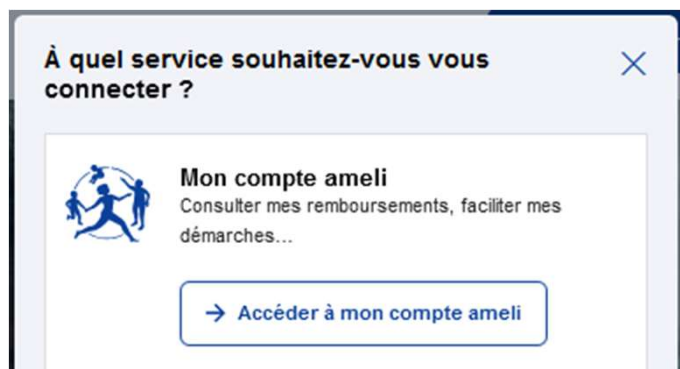 À quel service souhaitez-vous vous
connecter ?
Mon compte ameli
Consulter mes remboursements, faciliter mes
démarches...
→ Accéder à mon compte ameli